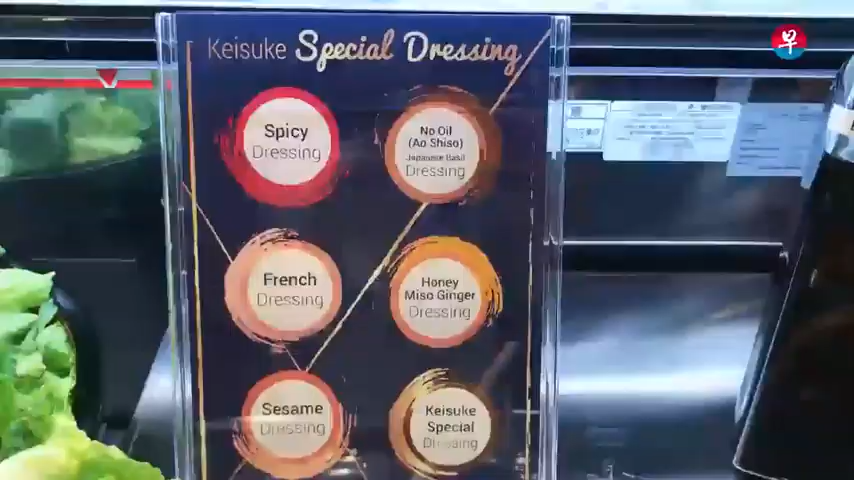 早
Keisuke Special Dressing
Spicy
Dressing
No Oil
(Ao Shiso)
Japanese Basil
Dressing
French
Dressing
Honey
Miso Ginger
Dressing
Sesame
Dressing
Keisuke
Special
Dressing